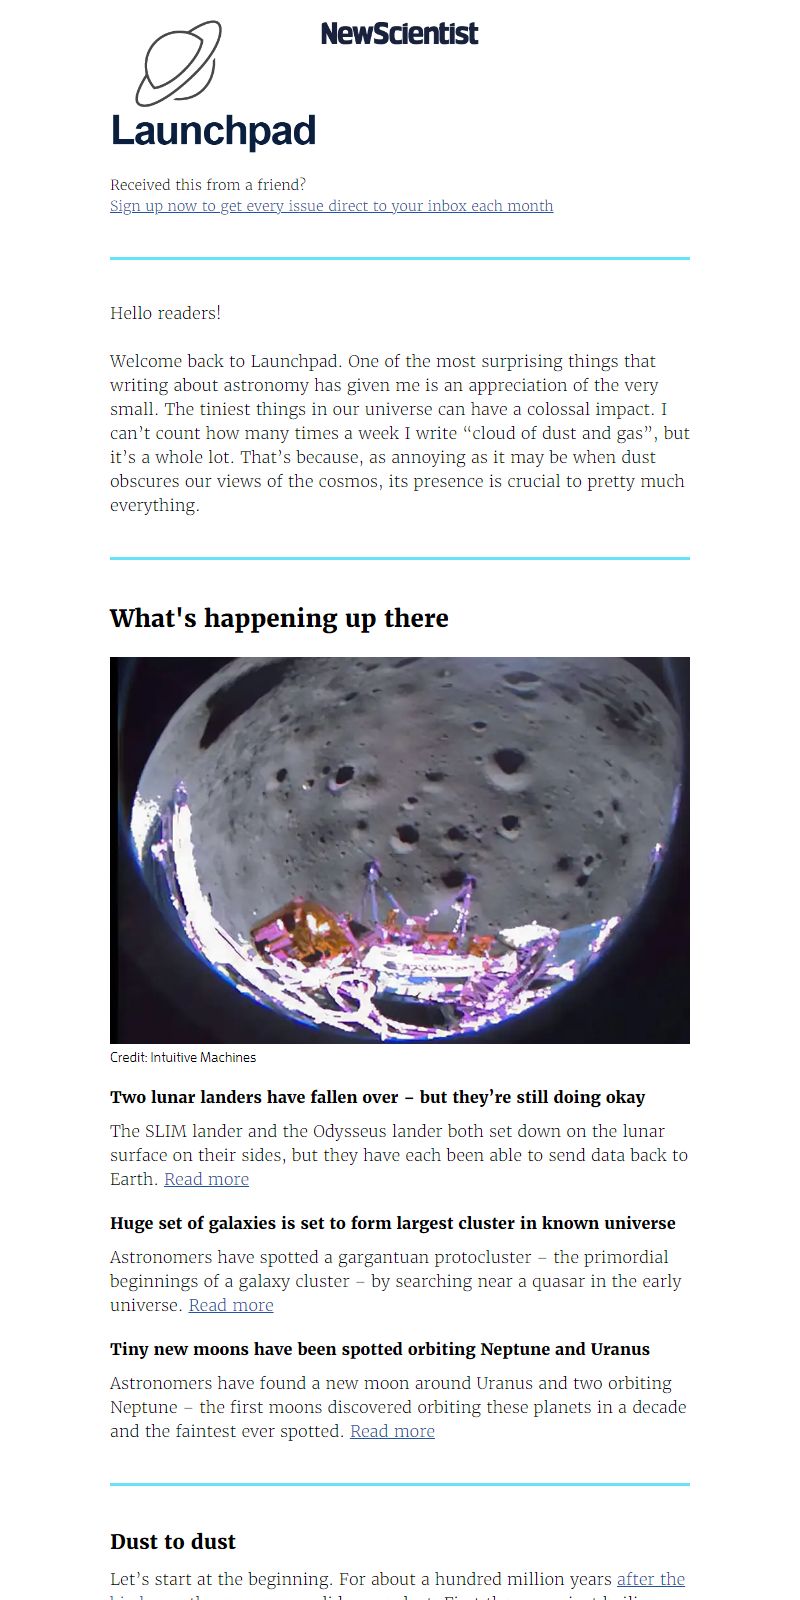 NewScientist
Launchpad
Received this from a friend?
Sign up now to get every issue direct to your inbox each month
Hello readers!
Welcome back to Launchpad. One of the most surprising things that
writing about astronomy has given me is an appreciation of the very
small. The tiniest things in our universe can have a colossal impact. I
can’t count how many times a week I write “cloud of dust and gas”, but
it’s a whole lot. That’s because, as annoying as it may be when dust
obscures our views of the cosmos, its presence is crucial to pretty much
everything.
What's happening up there
Credit: Intuitive Machines
Two lunar landers have fallen over – but they’re still doing okay
The SLIM lander and the Odysseus lander both set down on the lunar
surface on their sides, but they have each been able to send data back to
Earth. Read more
Huge set of galaxies is set to form largest cluster in known universe
Astronomers have spotted a gargantuan protocluster – the primordial
beginnings of a galaxy cluster – by searching near a quasar in the early
universe. Read more
Tiny new moons have been spotted orbiting Neptune and Uranus
Astronomers have found a new moon around Uranus and two orbiting
Neptune – the first moons discovered orbiting these planets in a decade
and the faintest ever spotted. Read more
Dust to dust
Let’s start at the beginning. For about a hundred million years after the